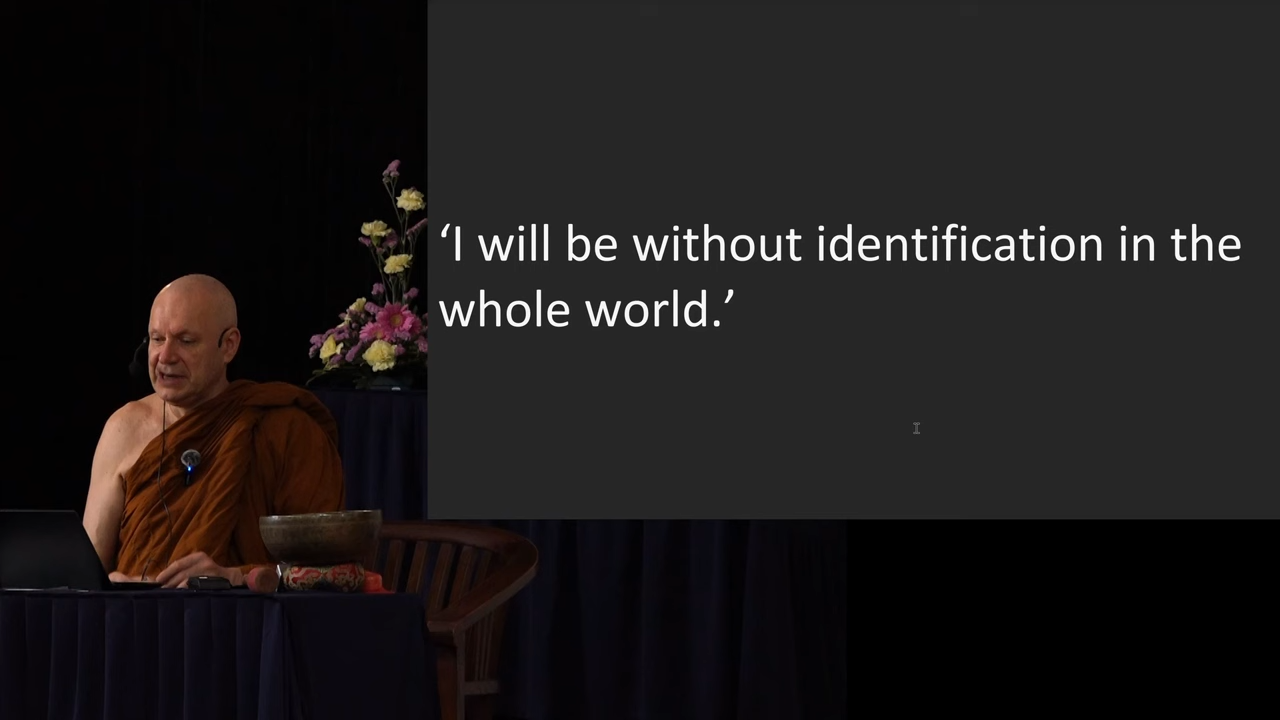 ‘I will be without identification in the
whole world.’